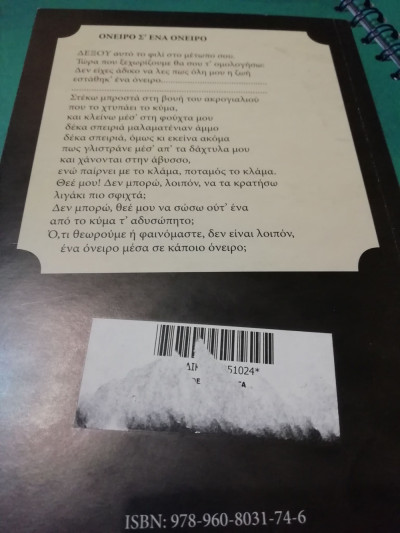 ΟΝΕΙΡΟ Σ' ΕΝΑ ΟΝΕΙΡΟ
ΔΕΞΟΥ αυτό το φιλί στο μέτωπο σου.
Τώρα που ξεχωρίζουμε θα σου τ' ομολογήσω:
Δεν είχες άδικο να λες πως όλη μου η ζωή
εστάθηκ' ένα όνειρο
Στέκω μπροστά στη βουή του ακρογιαλιού
που το χτυπάει το κύμα,
και κλείνω μέσ' στη φούχτα μου
δέκα σπειριά μαλαματένιαν άμμο
δέκα σπειριά, όμως κι εκείνα ακόμα
πως γλιστράνε μέσ' απ' τα δάχτυλα μου
και χάνονται στην άβυσσο,
ενώ παίρνει με το κλάμα, ποταμός το κλάμα.
Θεέ μου! Δεν μπορώ, λοιπόν, να τα κρατήσω
λιγάκι πιο σφιχτά;
Δεν μπορώ, θεέ μου να σώσω ούτ' ένα
από το κύμα τ' αδυσώπητο;
Ό,τι θεωρούμε ή φαινόμαστε, δεν είναι λοιπόν,
ένα όνειρο μέσα σε κάποιο όνειρο;
51024*
ISBN: 978-960-8031-74-6